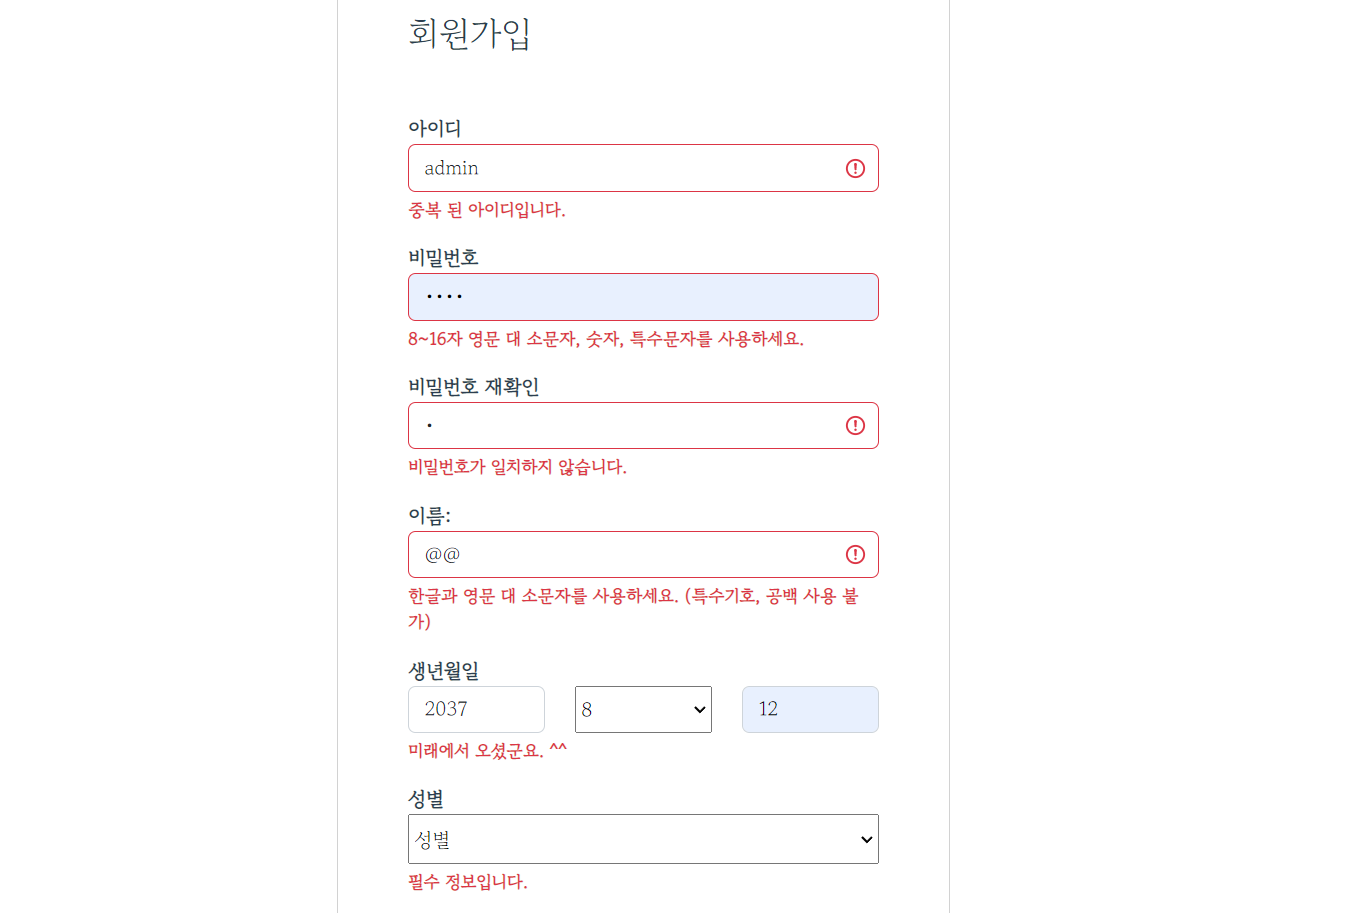 회원가입
아이디
admin
중복 된 아이디입니다.
비밀번호
••••
8~16자 영문 대 소문자, 숫자, 특수문자를 사용하세요.
비밀번호 재확인
•
비밀번호가 일치하지 않습니다.
이름:
@@
한글과 영문 대 소문자를 사용하세요. (특수기호, 공백 사용 불
가)
생년월일
2037 8 12
미래에서 오셨군요. ^^
성별
성별
필수 정보입니다.